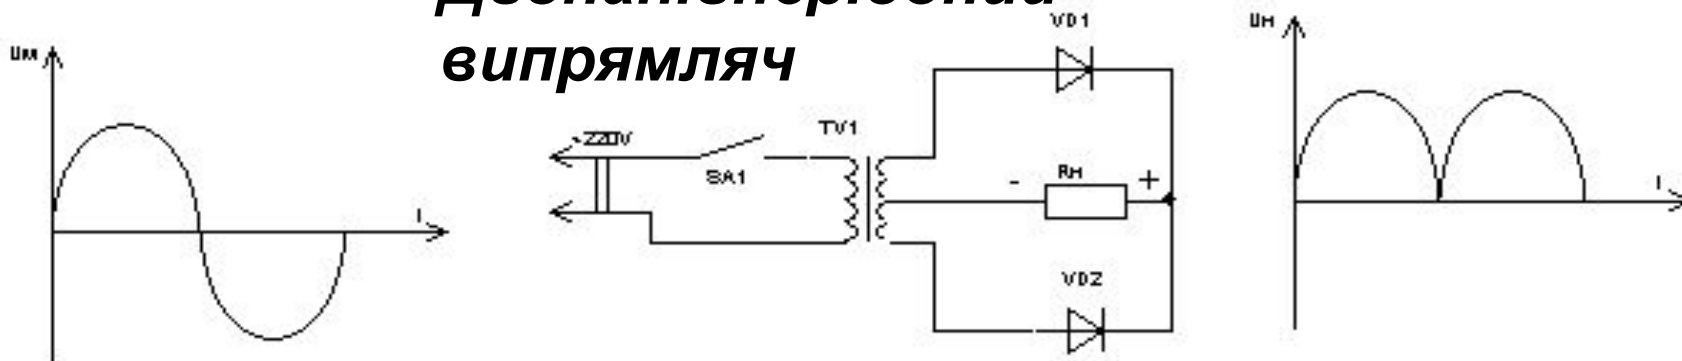 випрямляч
Uм
t
~220V
SA1
TV1
VD1
- Rн +
VD2
Uн
t